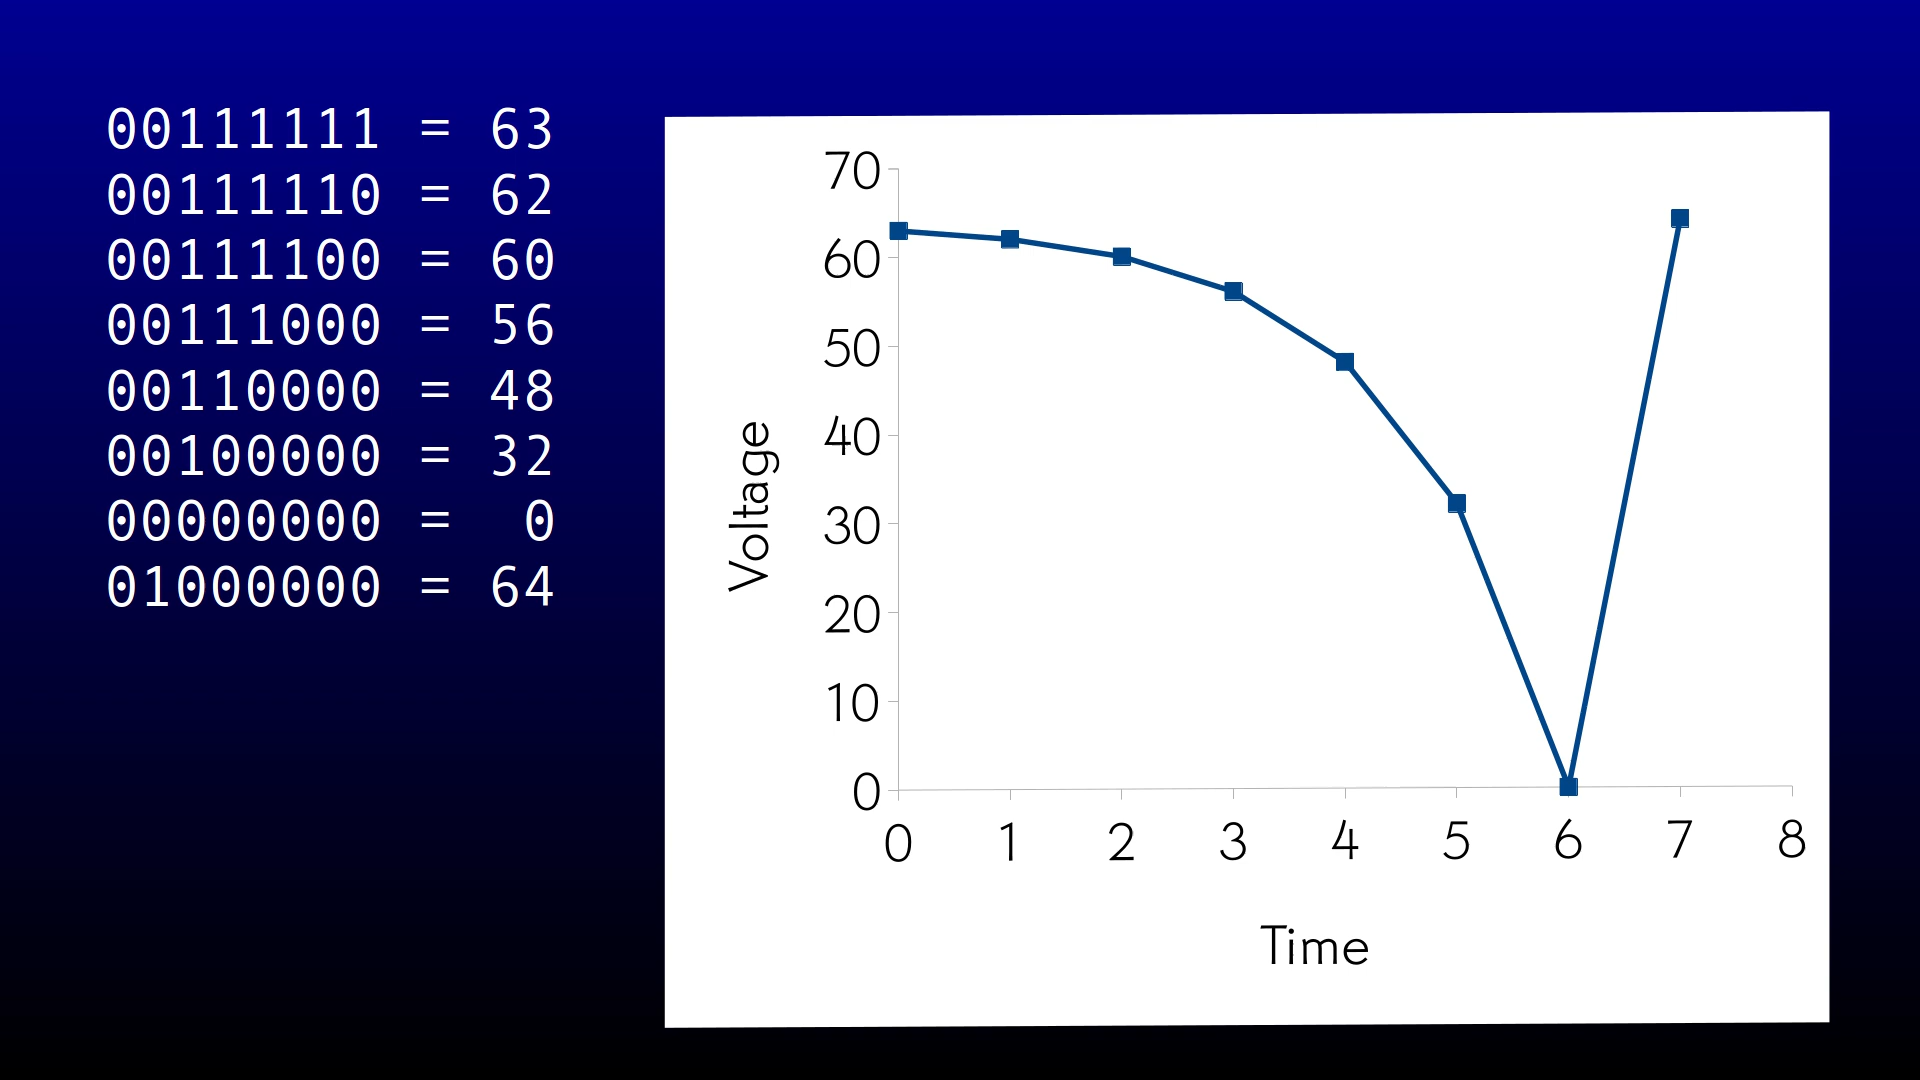 00111111 = 63
00111110 = 62
00111100 = 60
00111000 = 56
00110000 = 48
00100000 = 32
00000000 = 0
01000000 = 64
70
60
50
40
30
20
10
0
Voltage
0 1 2 3 4 5 6 7 8
Time